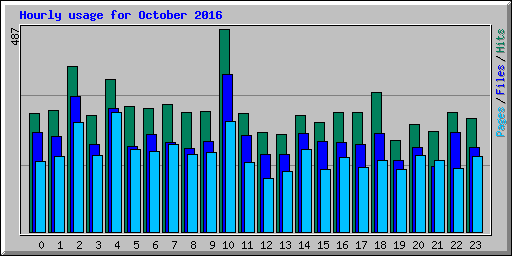 Hourly usage for October 2016
487
Pages / Files / Hits
0 1 2 3 4 5 6 7 8 9 10 11 12 13 14 15 16 17 18 19 20 21 22 23